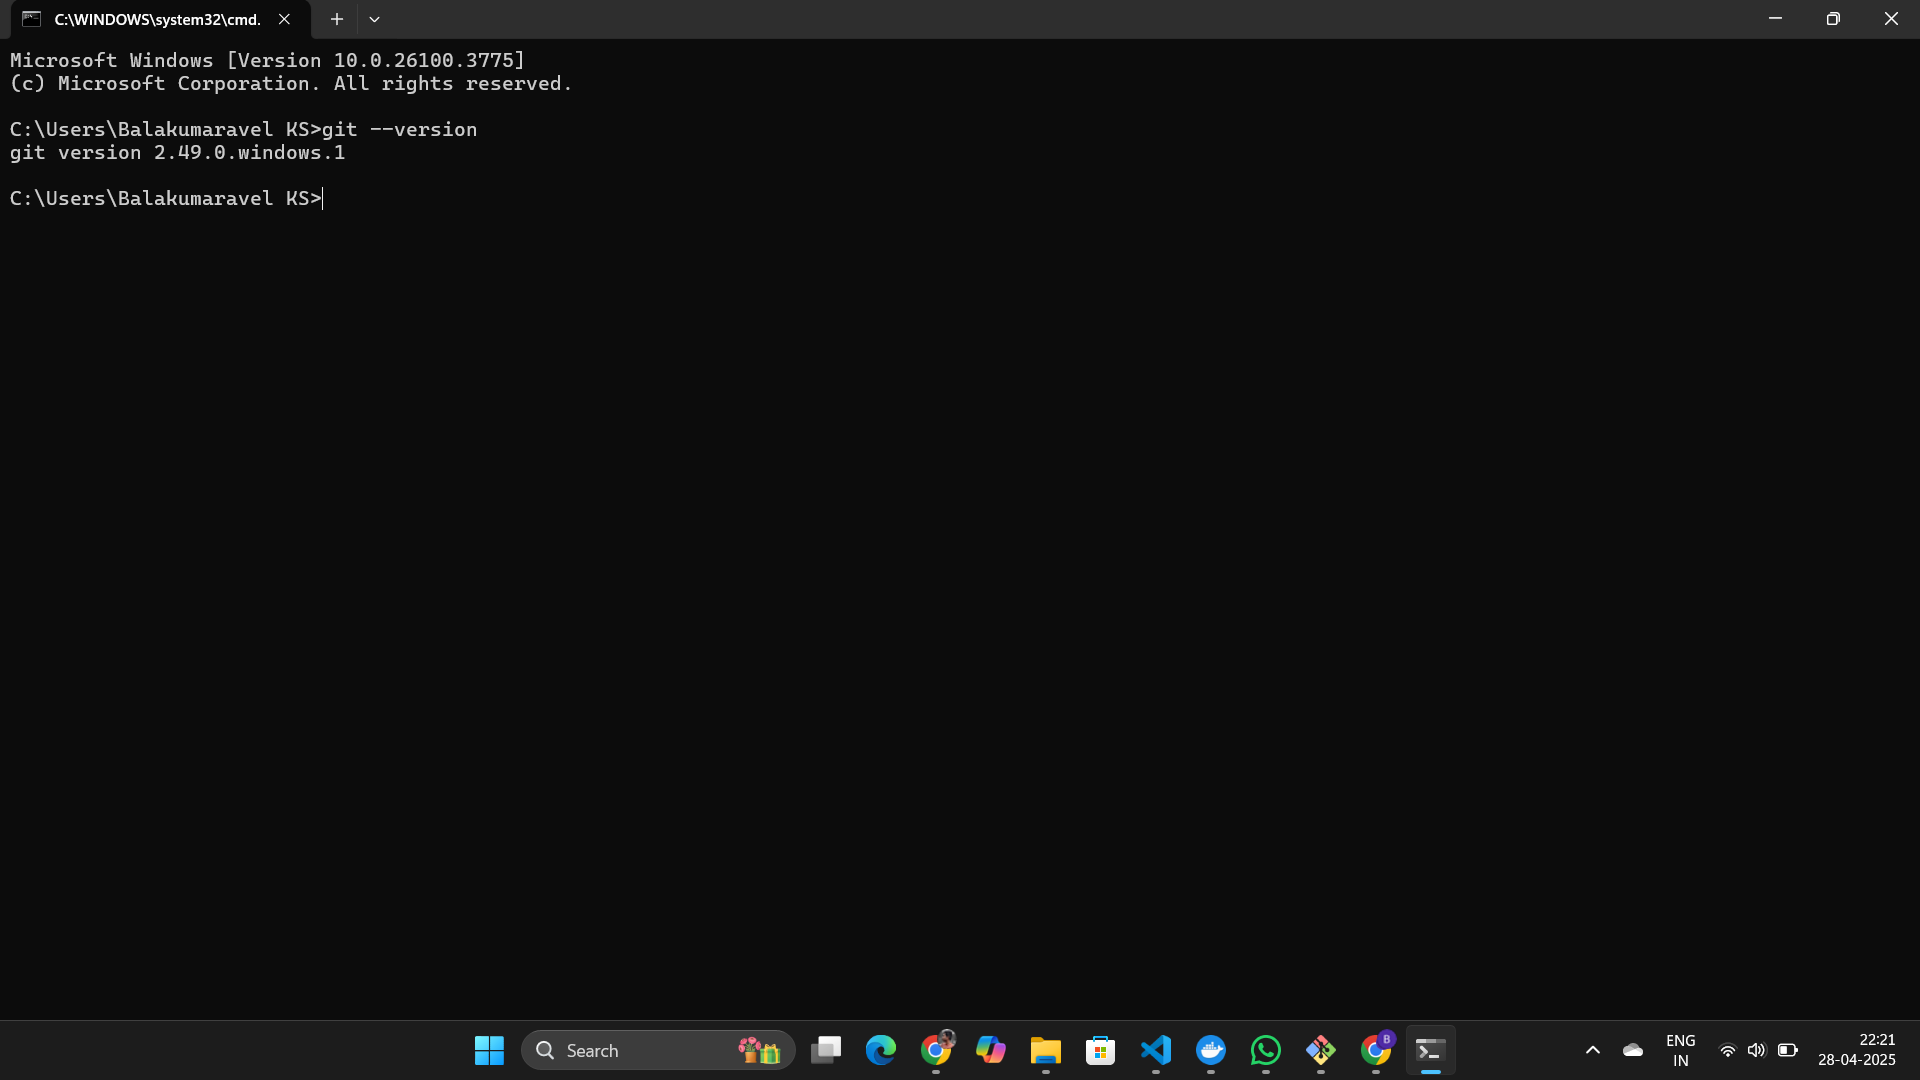 C:\WINDOWS\system32\cmd.
Microsoft Windows [Version 10.0.26100.3775]
(c) Microsoft Corporation. All rights reserved.
C:\Users\Balakumaravel KS>git --version
git version 2.49.0.windows.1
C:\Users\Balakumaravel KS>
Search
B
ENG
IN
22:21
28-04-2025